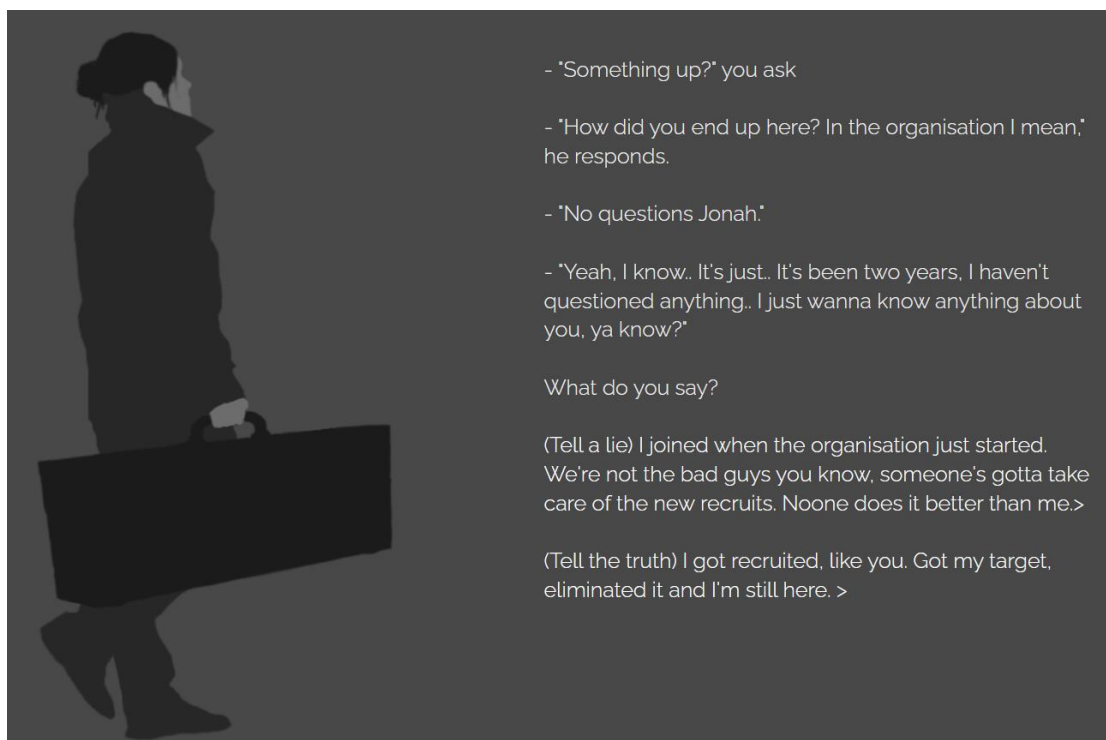 - "Something up?" you ask
- "How did you end up here? In the organisation I mean,"
he responds.
- "No questions Jonah."
- "Yeah, I know.. It's just.. It's been two years, I haven't
questioned anything.. I just wanna know anything about
you, ya know?"
What do you say?
(Tell a lie) I joined when the organisation just started.
We're not the bad guys you know, someone's gotta take
care of the new recruits. Noone does it better than me.>
(Tell the truth) I got recruited, like you. Got my target,
eliminated it and I'm still here. >